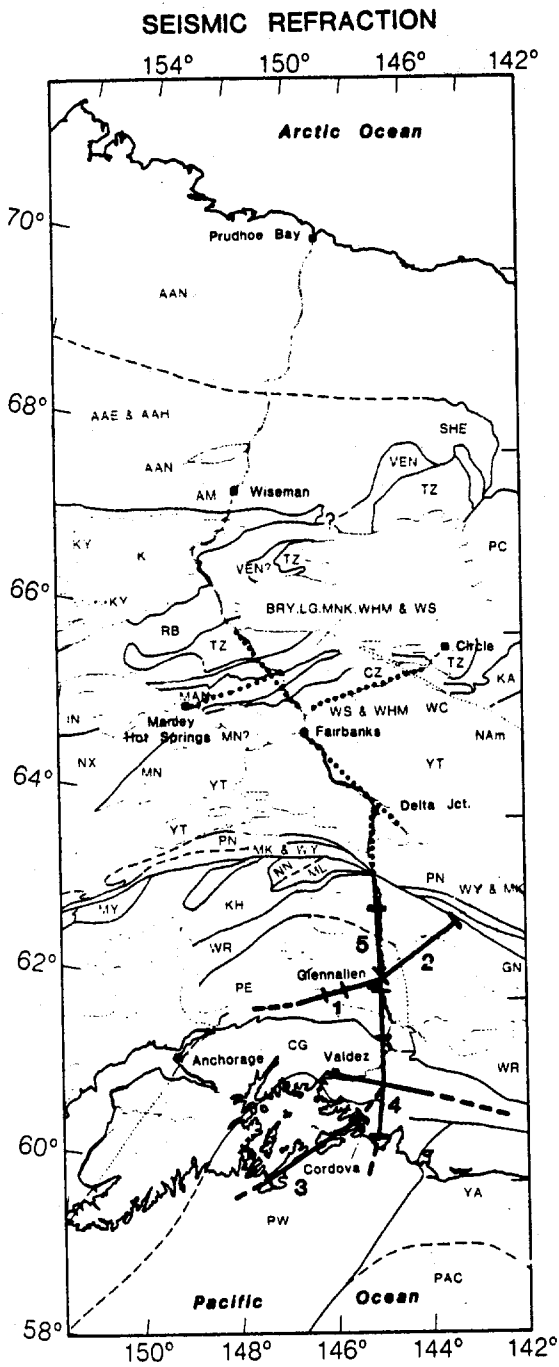 SEISMIC REFRACTION
154° 150° 146° 142°
Arctic Ocean
70°
Prudhoe Bay
AAN
68°
AAE & AAH
SHE
VEN
AAN
TZ
AM
Wiseman
?
KY
K
PC
VEN?
TZ
66°
KY
BRY.LG.MNK.WHM & WS
RB
TZ
Circle
TZ
CZ
KA
MAN
WS & WHM
WC
IN
Manley
Hot Springs
MN?
Fairbanks
NAm
NX
MN
YT
YT
64°
Delta Jct.
YT
PN
MK & WY
PN
NN
ML
WY & MK
MY
KH
5
2
WR
GN
62°
Glennallen
PE
1
CG
Valdez
Anchorage
WR
4
60°
Cordova
3
YA
PW
PAC
Pacific Ocean
58°
150° 148° 146° 144° 142°